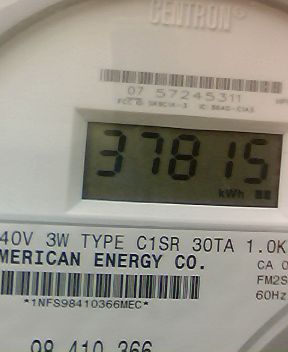 CENTRON®
07 57245311
37815
kWh
40V 3W TYPE C1SR 30TA 1.0K
MERICAN ENERGY CO.
CA 0
FM2S
60Hz
*1NFS98410366MEC*
98 410 366